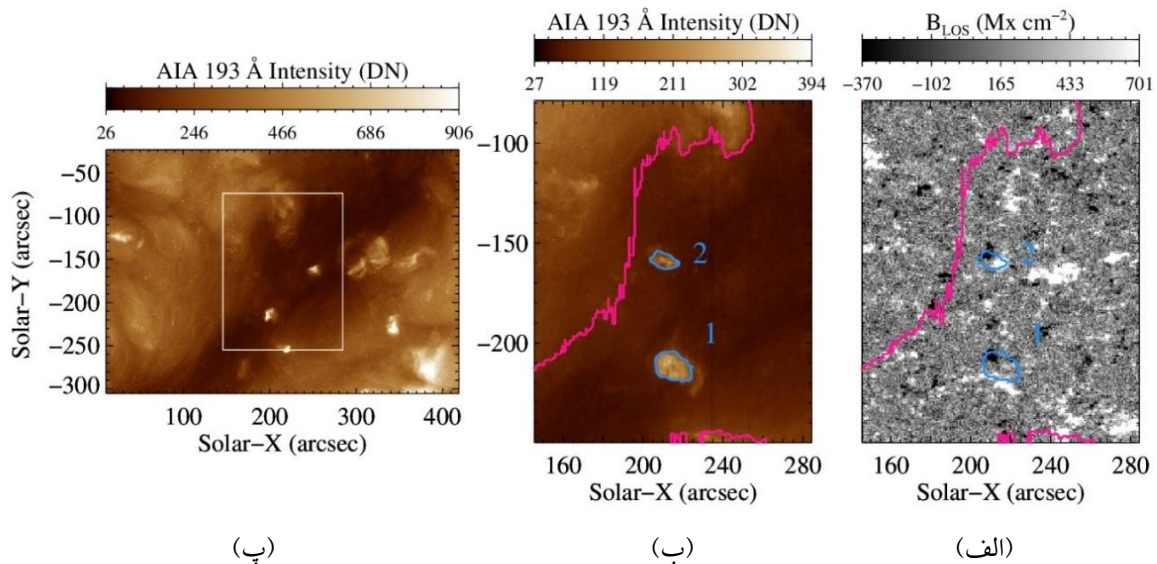 AIA 193 Å Intensity (DN)
26 246 466 686 906
−50
−100
−150
−200
−250
−300
Solar−Y (arcsec)
100 200 300 400
Solar−X (arcsec)
(پ)
AIA 193 Å Intensity (DN)
27 119 211 302 394
−100
−150
−200
2
1
160 200 240 280
Solar−X (arcsec)
(ب)
B_LOS (Mx cm⁻²)
−370 −102 165 433 701
2
1
160 200 240 280
Solar−X (arcsec)
(الف)